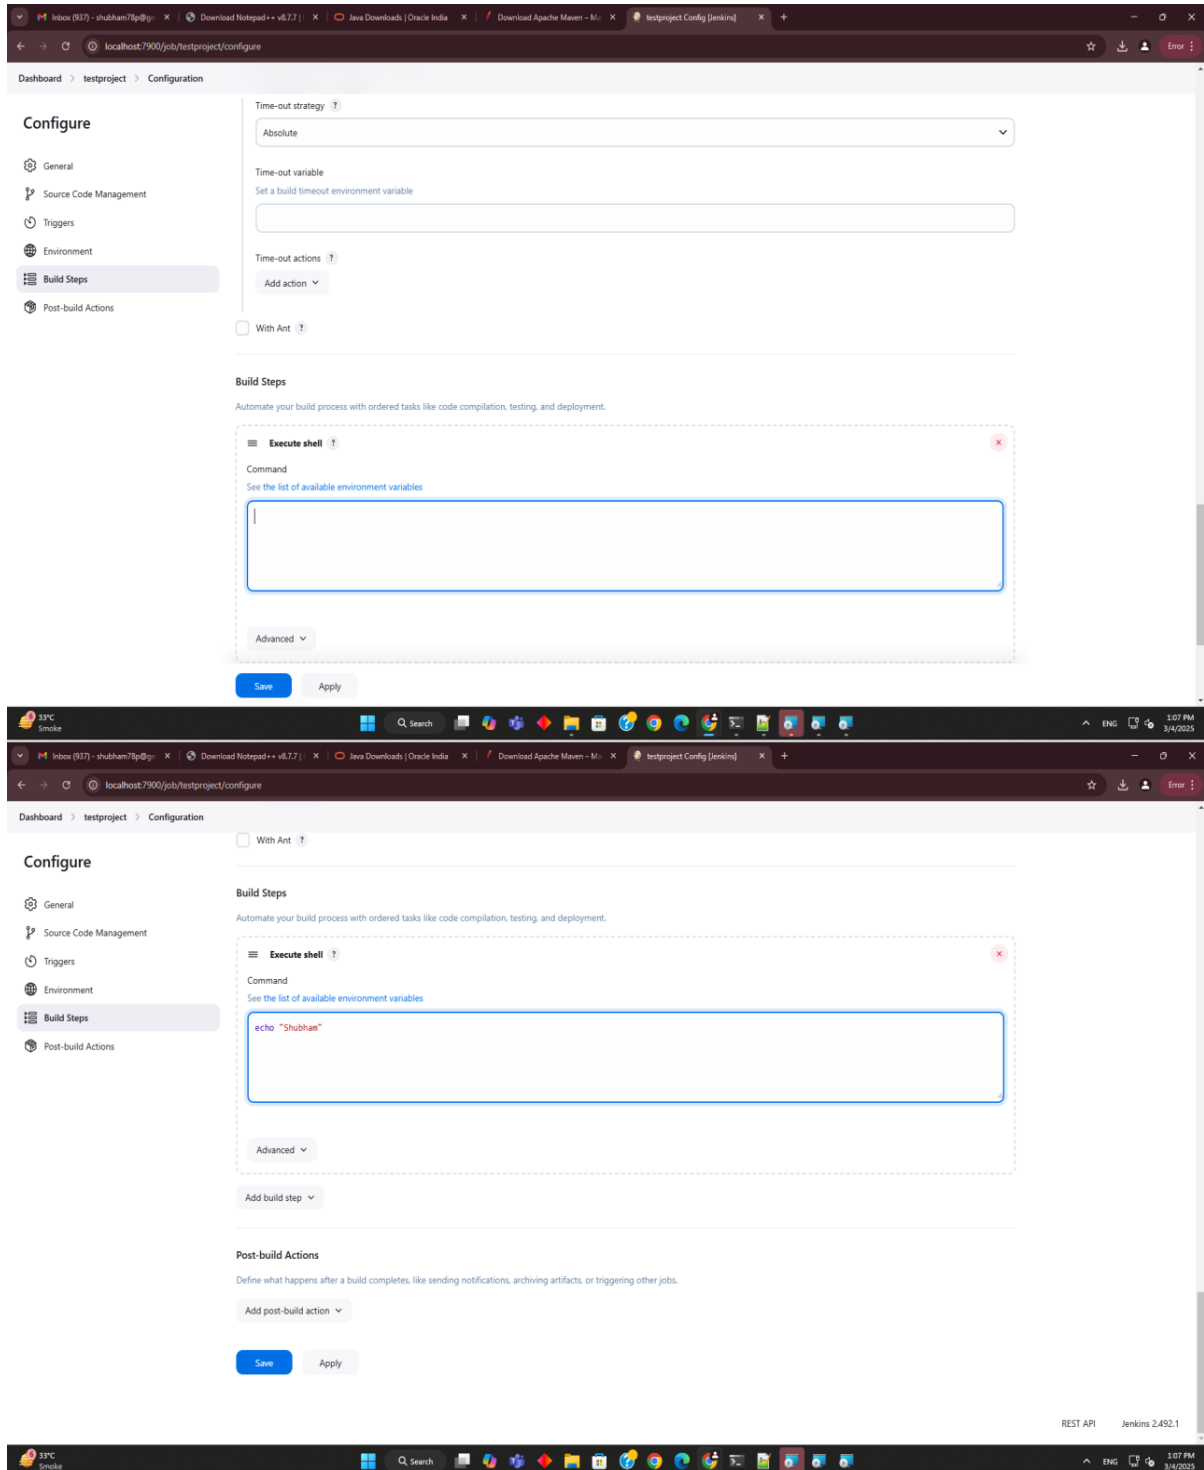 Inbox (937) - shubham78p@gm
Download Notepad++ v8.7.7 |
Java Downloads | Oracle India
Download Apache Maven – Ma
testproject Config [Jenkins]
localhost:7900/job/testproject/configure
Error
Dashboard > testproject > Configuration
Configure
General
Source Code Management
Triggers
Environment
Build Steps
Post-build Actions
Time-out strategy ?
Absolute
Time-out variable
Set a build timeout environment variable
Time-out actions ?
Add action
With Ant ?
Build Steps
Automate your build process with ordered tasks like code compilation, testing, and deployment.
Execute shell ?
Command
See the list of available environment variables
Advanced
Save Apply
33°C
Smoke
Search
ENG
1:07 PM
3/4/2025
Inbox (937) - shubham78p@gm
Download Notepad++ v8.7.7 |
Java Downloads | Oracle India
Download Apache Maven – Ma
testproject Config [Jenkins]
localhost:7900/job/testproject/configure
Error
Dashboard > testproject > Configuration
Configure
General
Source Code Management
Triggers
Environment
Build Steps
Post-build Actions
With Ant ?
Build Steps
Automate your build process with ordered tasks like code compilation, testing, and deployment.
Execute shell ?
Command
See the list of available environment variables
echo "Shubham"
Advanced
Add build step
Post-build Actions
Define what happens after a build completes, like sending notifications, archiving artifacts, or triggering other jobs.
Add post-build action
Save Apply
REST API Jenkins 2.492.1
33°C
Smoke
Search
ENG
1:07 PM
3/4/2025